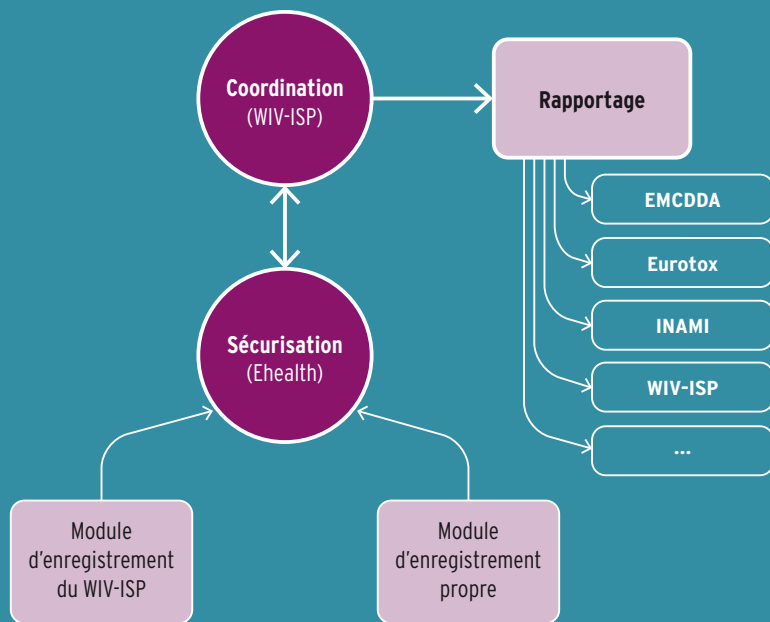 Coordination
(WIV-ISP)
Rapportage
EMCDDA
Eurotox
INAMI
WIV-ISP
...
Sécurisation
(Ehealth)
Module
d'enregistrement
du WIV-ISP
Module
d'enregistrement
propre